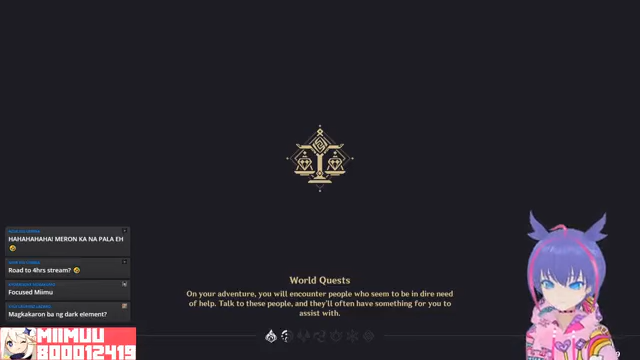 HAHAHAHAHAI MERON KA NA PALA EH
Road to 4hrs stream?
Focused Miimu
Magkakaron ba ng dark element?
MIIMUU
800012419
World Quests
On your adventure, you will encounter people who seem to be in dire need
of help. Talk to these people, and they'll often have something for you to
assist with.